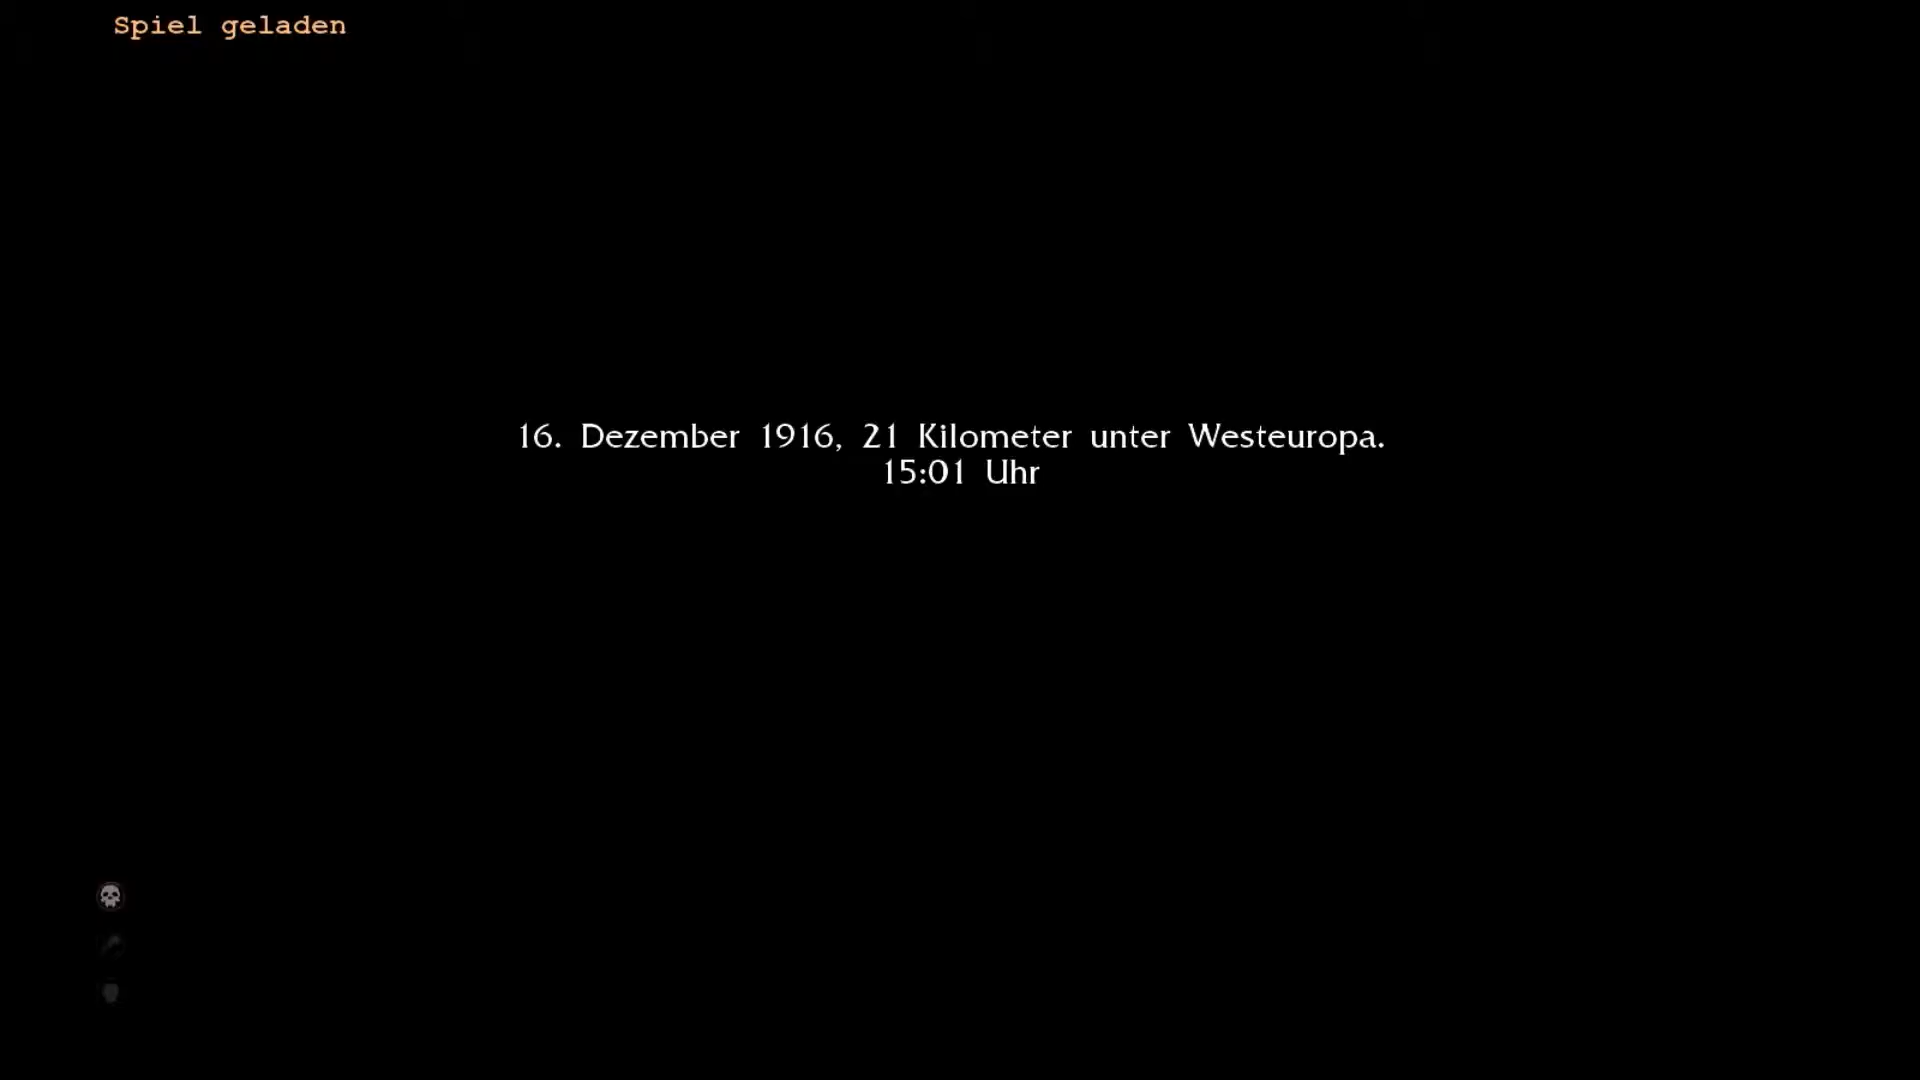 Spiel geladen
16. Dezember 1916, 21 Kilometer unter Westeuropa.
15:01 Uhr